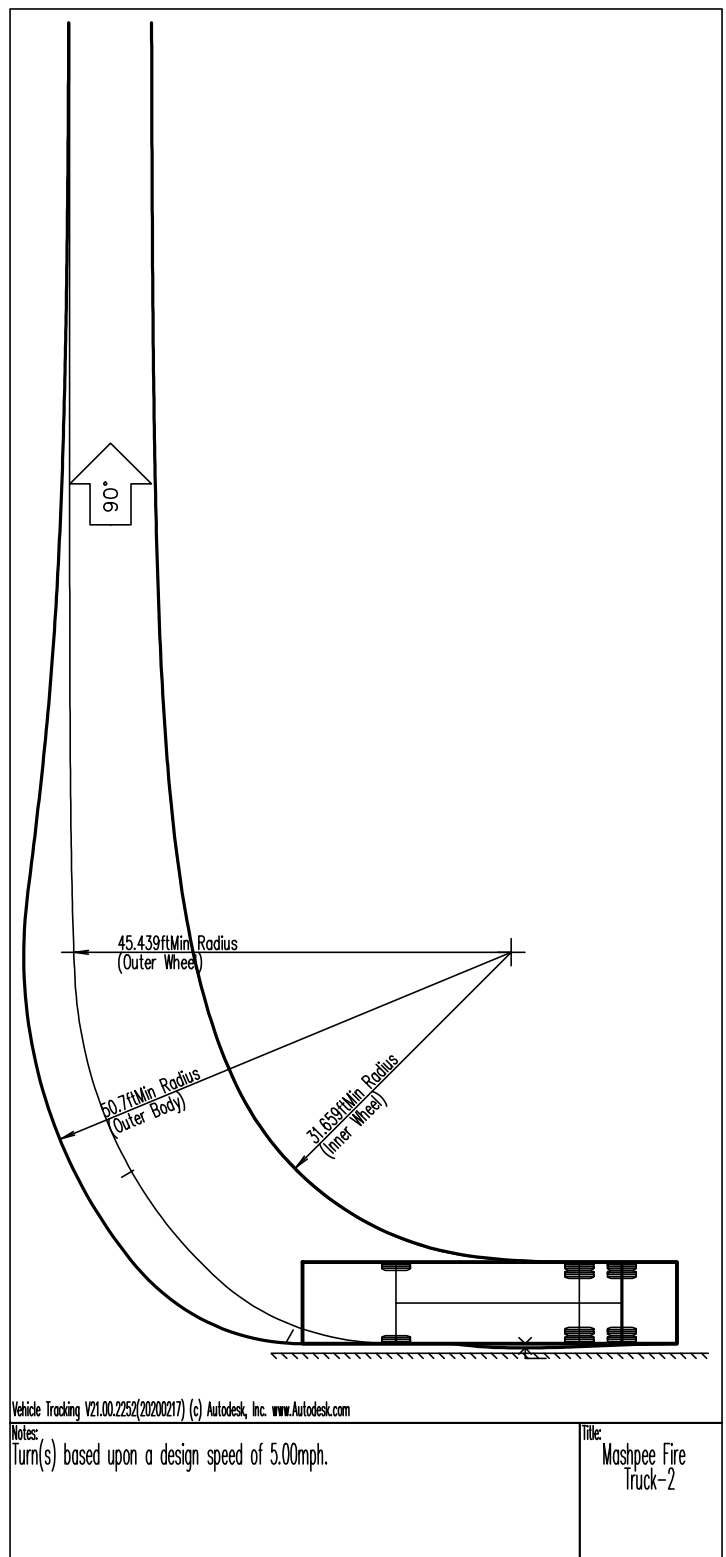 90°
45.439ftMin Radius
(Outer Wheel)
50.7ftMin Radius
(Outer Body)
31.659ftMin Radius
(Inner Wheel)
Vehicle Tracking V21.00.2252(20200217) (c) Autodesk, Inc. www.Autodesk.com
Notes:
Turn(s) based upon a design speed of 5.00mph.
Title:
Mashpee Fire
Truck-2